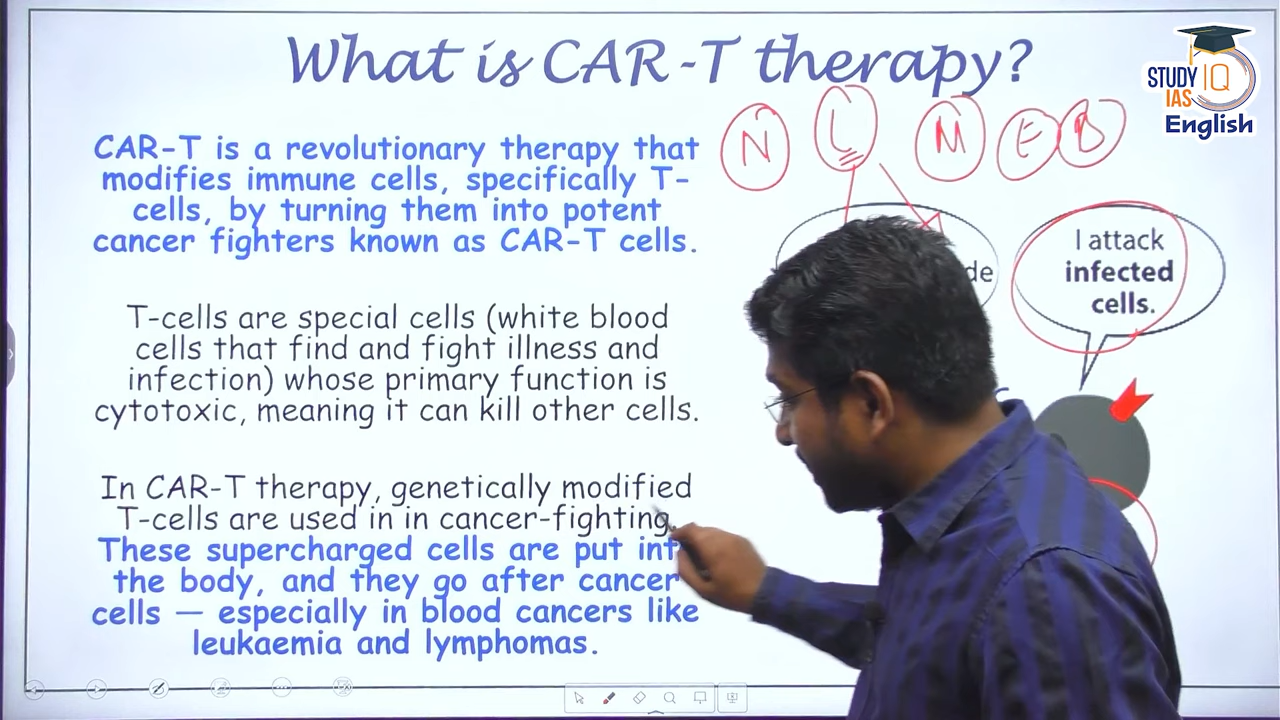 What is CAR-T therapy?
STUDY IQ
IAS
English
N L M E B
CAR-T is a revolutionary therapy that
modifies immune cells, specifically T-
cells, by turning them into potent
cancer fighters known as CAR-T cells.
T-cells are special cells (white blood
cells that find and fight illness and
infection) whose primary function is
cytotoxic, meaning it can kill other cells.
In CAR-T therapy, genetically modified
T-cells are used in in cancer-fighting.
These supercharged cells are put int
the body, and they go after cancer
cells — especially in blood cancers like
leukaemia and lymphomas.
de
I attack
infected
cells.